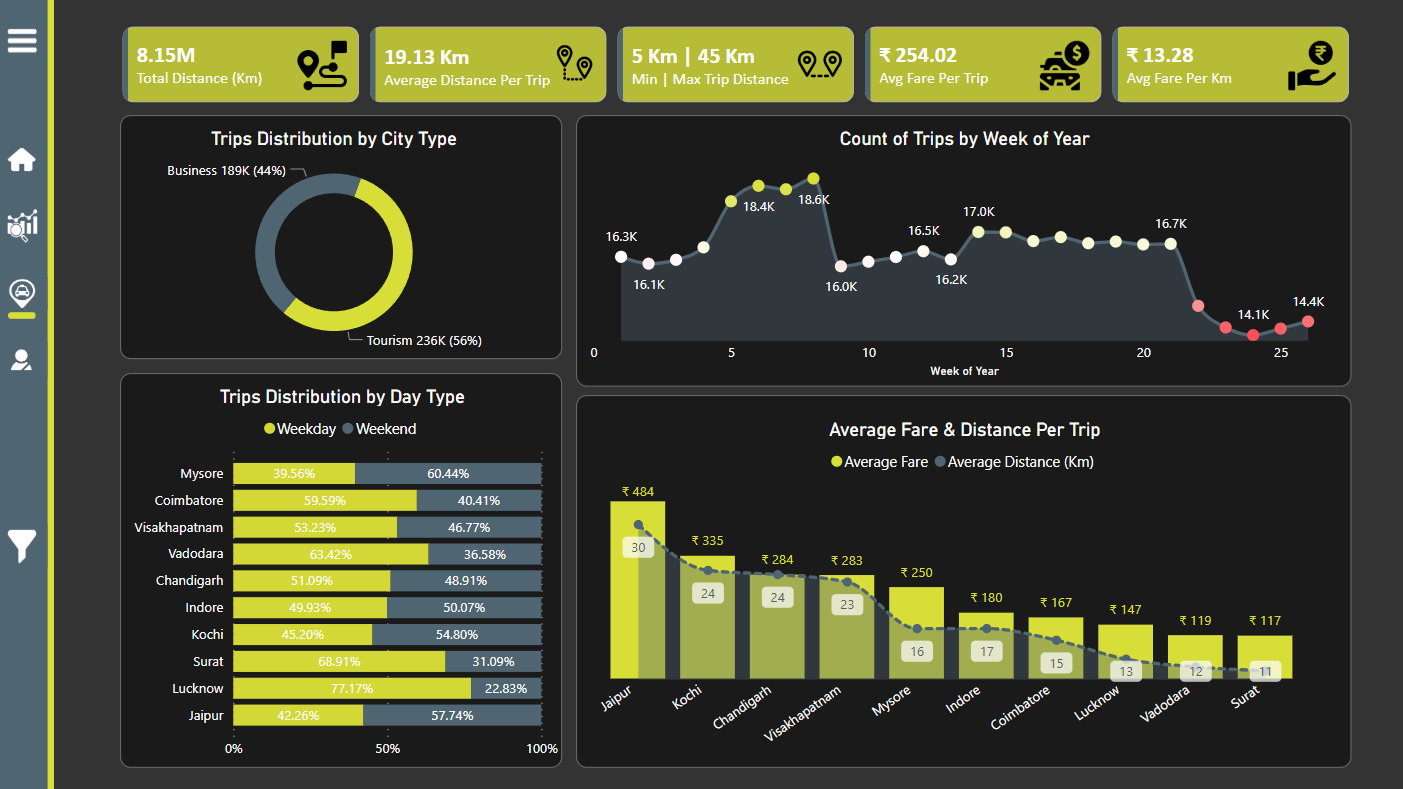 8.15M
Total Distance (Km)
19.13 Km
Average Distance Per Trip
5 Km | 45 Km
Min | Max Trip Distance
₹ 254.02
Avg Fare Per Trip
₹ 13.28
Avg Fare Per Km
Trips Distribution by City Type
Business 189K (44%)
Tourism 236K (56%)
Count of Trips by Week of Year
16.3K
16.1K
18.4K
18.6K
16.0K
16.5K
16.2K
17.0K
16.7K
14.1K
14.4K
0 5 10 15 20 25
Week of Year
Trips Distribution by Day Type
Weekday Weekend
Mysore 39.56% 60.44%
Coimbatore 59.59% 40.41%
Visakhapatnam 53.23% 46.77%
Vadodara 63.42% 36.58%
Chandigarh 51.09% 48.91%
Indore 49.93% 50.07%
Kochi 45.20% 54.80%
Surat 68.91% 31.09%
Lucknow 77.17% 22.83%
Jaipur 42.26% 57.74%
0% 50% 100%
Average Fare & Distance Per Trip
Average Fare Average Distance (Km)
₹ 484
₹ 335
₹ 284
₹ 283
₹ 250
₹ 180
₹ 167
₹ 147
₹ 119
₹ 117
30
24
24
23
16
17
15
13
12
11
Jaipur
Kochi
Chandigarh
Visakhapatnam
Mysore
Indore
Coimbatore
Lucknow
Vadodara
Surat